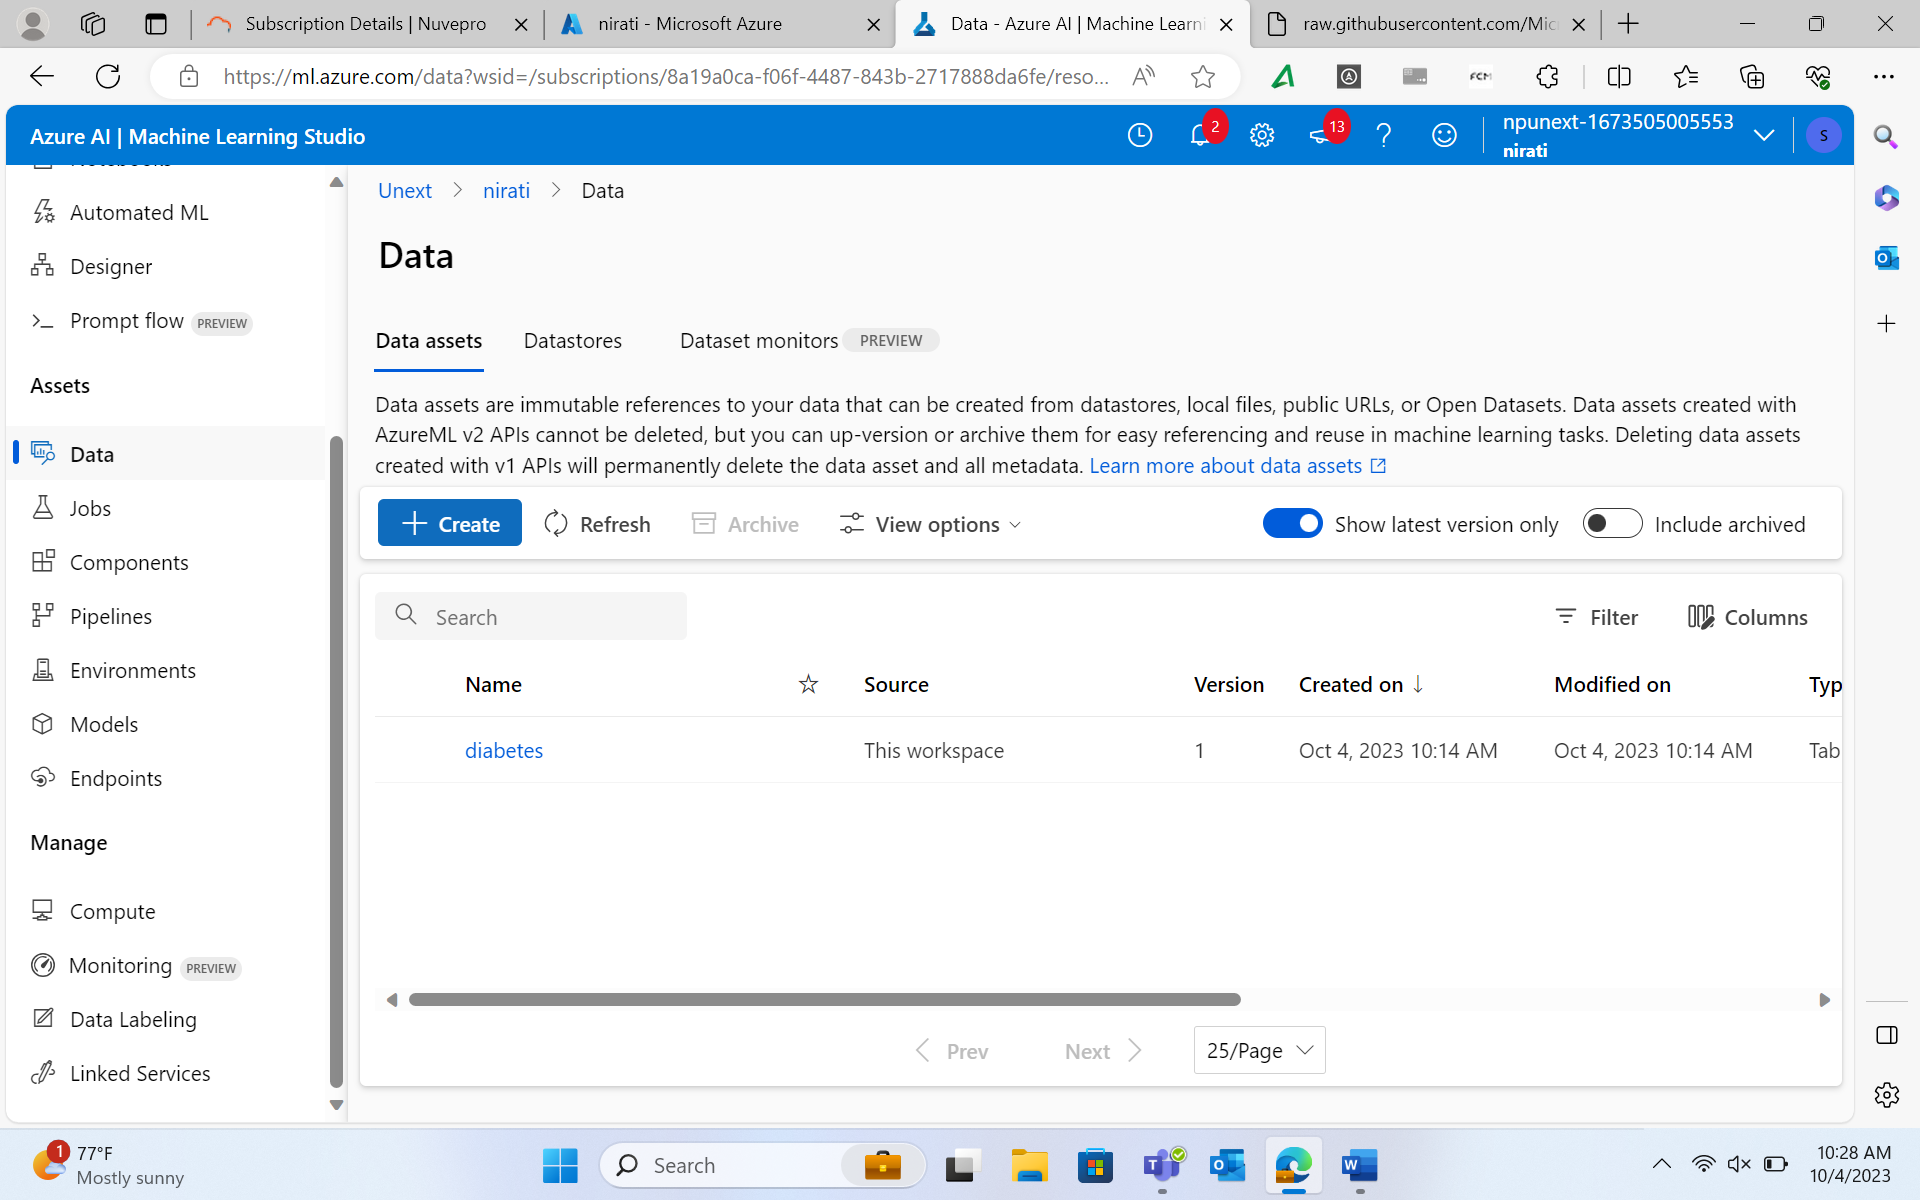 Subscription Details | Nuvepro
nirati - Microsoft Azure
Data - Azure AI | Machine Learni
raw.githubusercontent.com/Mic
https://ml.azure.com/data?wsid=/subscriptions/8a19a0ca-f06f-4487-843b-2717888da6fe/reso...
Azure AI | Machine Learning Studio
2
13
npunext-1673505005553
nirati
S
Notebooks
Automated ML
Designer
Prompt flow PREVIEW
Assets
Data
Jobs
Components
Pipelines
Environments
Models
Endpoints
Manage
Compute
Monitoring PREVIEW
Data Labeling
Linked Services
Unext > nirati > Data
Data
Data assets Datastores Dataset monitors PREVIEW
Data assets are immutable references to your data that can be created from datastores, local files, public URLs, or Open Datasets. Data assets created with
AzureML v2 APIs cannot be deleted, but you can up-version or archive them for easy referencing and reuse in machine learning tasks. Deleting data assets
created with v1 APIs will permanently delete the data asset and all metadata. Learn more about data assets
Create Refresh Archive View options Show latest version only Include archived
Search Filter Columns
Name Source Version Created on ↓ Modified on Typ
diabetes This workspace 1 Oct 4, 2023 10:14 AM Oct 4, 2023 10:14 AM Tab
Prev Next 25/Page
1
77°F
Mostly sunny
Search
10:28 AM
10/4/2023